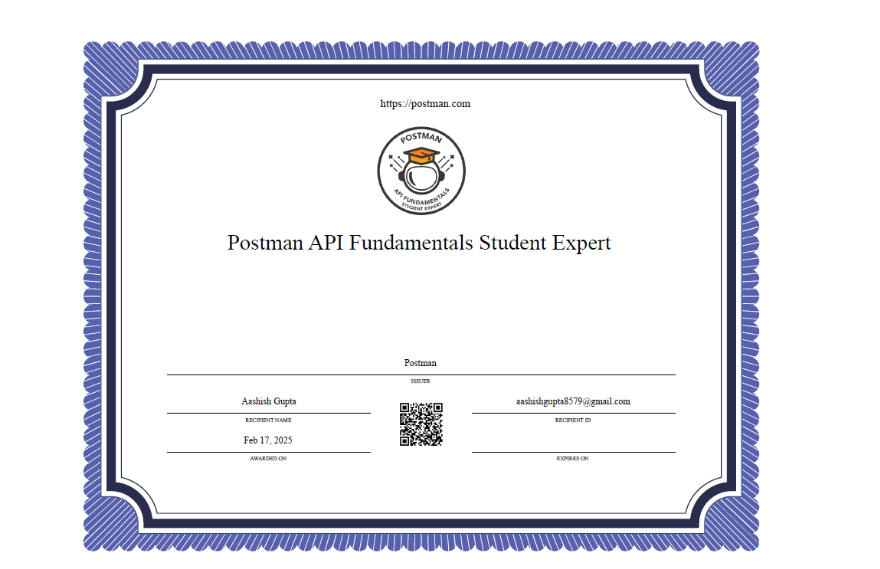 https://postman.com
POSTMAN
API FUNDAMENTALS
STUDENT EXPERT
Postman API Fundamentals Student Expert
Postman
ISSUER
Aashish Gupta
RECIPIENT NAME
aashishgupta8579@gmail.com
RECIPIENT ID
Feb 17, 2025
AWARDED ON
EXPIRES ON